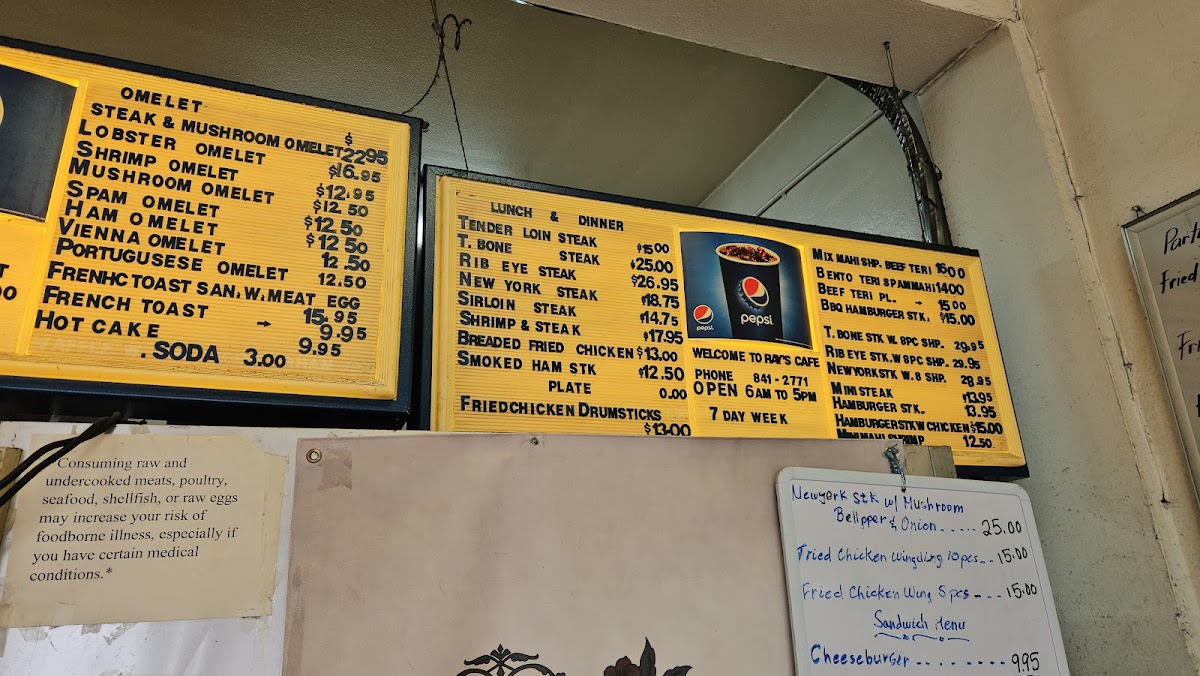 OMELET
STEAK & MUSHROOM OMELET $ 22.95
LOBSTER OMELET $16.95
SHRIMP OMELET $12.95
MUSHROOM OMELET $12.50
SPAM OMELET $12.50
HAM OMELET $12.50
VIENNA OMELET 12.50
PORTUGUSESE OMELET 12.50
FRENHC TOAST SAN. W. MEAT EGG 15.95
FRENCH TOAST → 9.95
HOT CAKE 9.95
. SODA 3.00
LUNCH & DINNER
TENDER LOIN STEAK $15.00
T. BONE STEAK $25.00
RIB EYE STEAK $26.95
NEW YORK STEAK $18.75
SIRLOIN STEAK $14.75
SHRIMP & STEAK $17.95
BREADED FRIED CHICKEN $13.00
SMOKED HAM STK $12.50
PLATE 0.00
FRIED CHICKEN DRUMSTICKS
$13.00
pepsi
pepsi
WELCOME TO RAY'S CAFE
PHONE 841-2771
OPEN 6AM TO 5PM
7 DAY WEEK
MIX MAHI SHP. BEEF TERI 16.00
BENTO TERI SPAM MAHI 14.00
BEEF TERI PL. → 15.00
BBQ HAMBURGER STK. $15.00
T. BONE STK W. 8PC SHP. 29.95
RIB EYE STK. W 8PC SHP. 29.95
NEWYORK STK W. 8 SHP. 28.95
MINI STEAK $13.95
HAMBURGER STK. 13.95
HAMBURGER STK W CHICKEN $15.00
MINI MAHI SHRIMP 12.50
Consuming raw and
undercooked meats, poultry,
seafood, shellfish, or raw eggs
may increase your risk of
foodborne illness, especially if
you have certain medical
conditions.*
Newyork Stk w/ Mushroom
Bellpper & Onion ..... 25.00
Fried Chicken Wingding 10pcs.. 15.00
Fried Chicken Wing 5 pcs --- 15.00
Sandwich Menu
Cheeseburger ........ 9.95
Fried